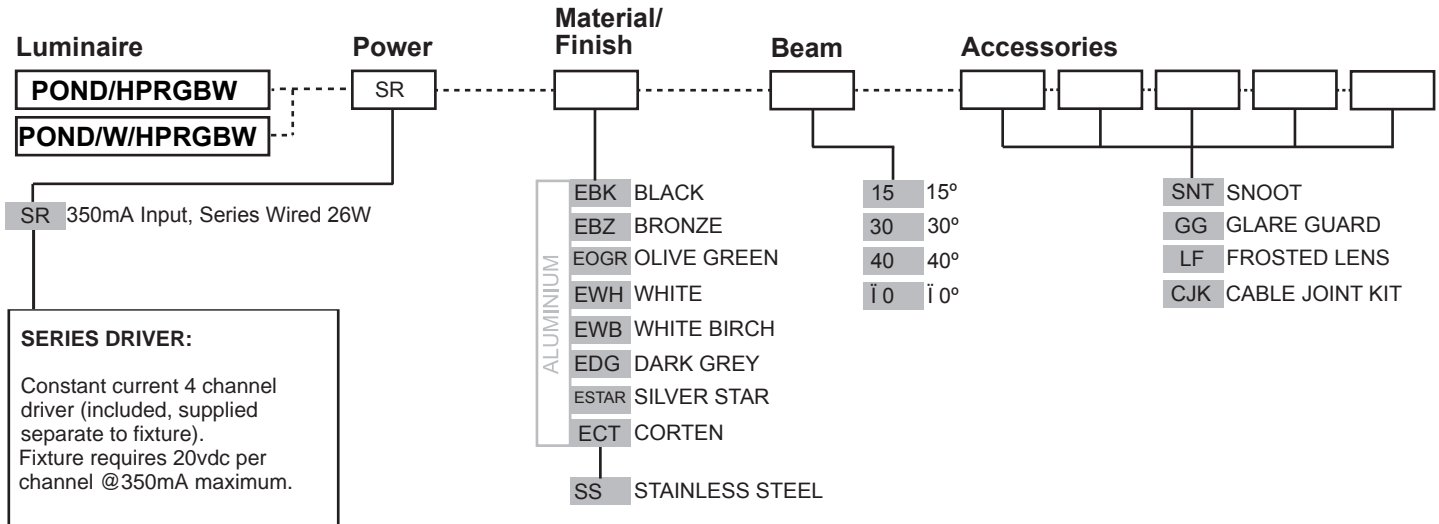 Luminaire
Power
Material/
Finish
Beam
Accessories
POND/HPRGBW
SR
POND/W/HPRGBW
SR 350mA Input, Series Wired 26W
SERIES DRIVER:
Constant current 4 channel
driver (included, supplied
separate to fixture).
Fixture requires 20vdc per
channel @350mA maximum.
ALUMINIUM
EBK BLACK
EBZ BRONZE
EOGR OLIVE GREEN
EWH WHITE
EWB WHITE BIRCH
EDG DARK GREY
ESTAR SILVER STAR
ECT CORTEN
SS STAINLESS STEEL
15 15º
30 30º
40 40º
Ï 0 Ï 0º
SNT SNOOT
GG GLARE GUARD
LF FROSTED LENS
CJK CABLE JOINT KIT